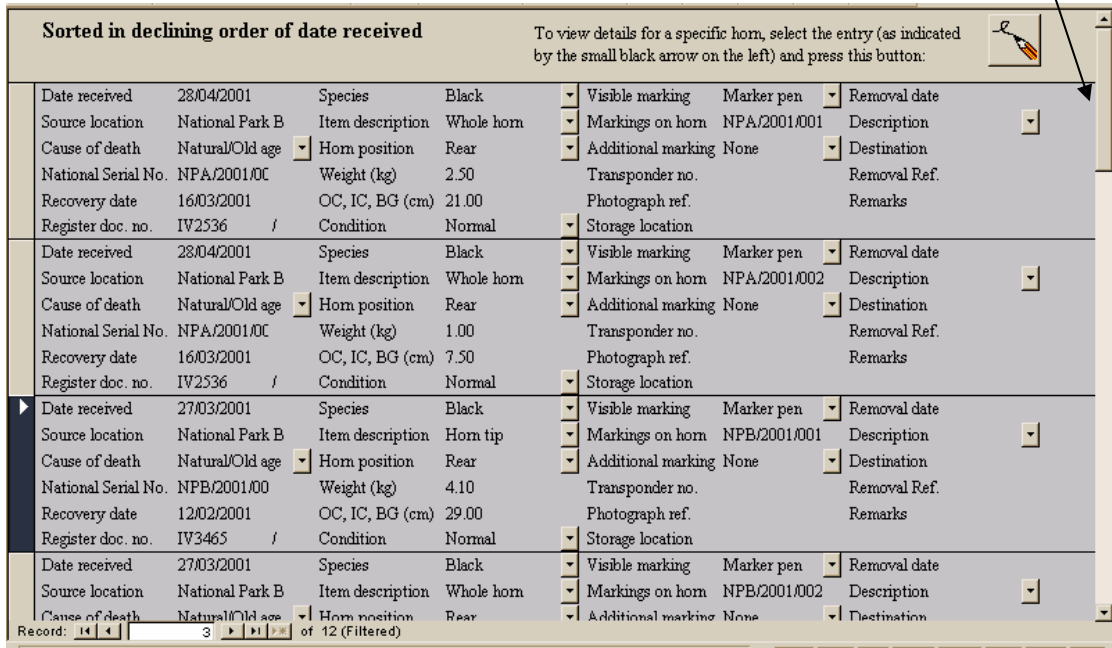 Sorted in declining order of date received
To view details for a specific horn, select the entry (as indicated
by the small black arrow on the left) and press this button:
Date received 28/04/2001 Species Black Visible marking Marker pen Removal date
Source location National Park B Item description Whole horn Markings on horn NPA/2001/001 Description
Cause of death Natural/Old age Horn position Rear Additional marking None Destination
National Serial No. NPA/2001/00 Weight (kg) 2.50 Transponder no. Removal Ref.
Recovery date 16/03/2001 OC, IC, BG (cm) 21.00 Photograph ref. Remarks
Register doc. no. IV2536 / Condition Normal Storage location
Date received 28/04/2001 Species Black Visible marking Marker pen Removal date
Source location National Park B Item description Whole horn Markings on horn NPA/2001/002 Description
Cause of death Natural/Old age Horn position Rear Additional marking None Destination
National Serial No. NPA/2001/00 Weight (kg) 1.00 Transponder no. Removal Ref.
Recovery date 16/03/2001 OC, IC, BG (cm) 7.50 Photograph ref. Remarks
Register doc. no. IV2536 / Condition Normal Storage location
Date received 27/03/2001 Species Black Visible marking Marker pen Removal date
Source location National Park B Item description Horn tip Markings on horn NPB/2001/001 Description
Cause of death Natural/Old age Horn position Rear Additional marking None Destination
National Serial No. NPB/2001/00 Weight (kg) 4.10 Transponder no. Removal Ref.
Recovery date 12/02/2001 OC, IC, BG (cm) 29.00 Photograph ref. Remarks
Register doc. no. IV3465 / Condition Normal Storage location
Date received 27/03/2001 Species Black Visible marking Marker pen Removal date
Source location National Park B Item description Whole horn Markings on horn NPB/2001/002 Description
Cause of death Natural/Old age Horn position Rear Additional marking None Destination
Record: 3 of 12 (Filtered)